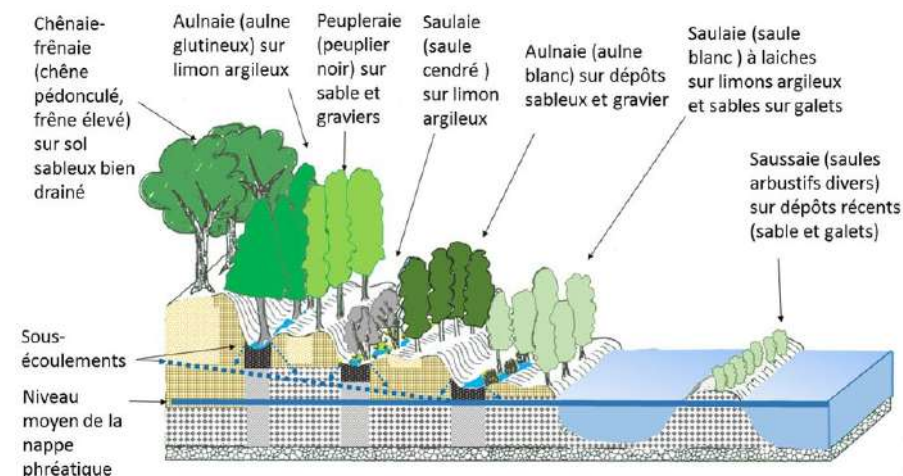 Chênaie-
frênaie
(chêne
pédonculé,
frêne élevé)
sur sol
sableux bien
drainé
Aulnaie (aulne
glutineux) sur
limon argileux
Peupleraie
(peuplier
noir) sur
sable et
graviers
Saulaie
(saule
cendré )
sur limon
argileux
Aulnaie (aulne
blanc) sur dépôts
sableux et gravier
Saulaie (saule
blanc ) à laiches
sur limons argileux
et sables sur galets
Saussaie (saules
arbustifs divers)
sur dépôts récents
(sable et galets)
Sous-
écoulements
Niveau
moyen de la
nappe
phréatique